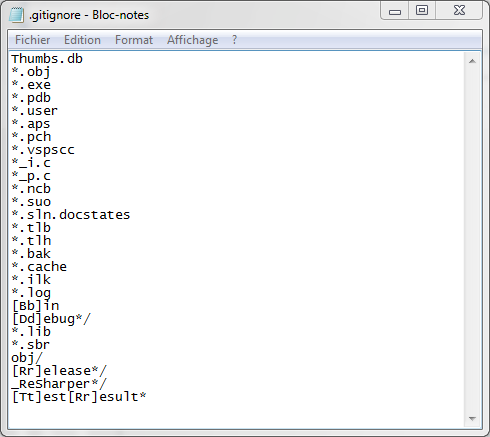 .gitignore - Bloc-notes
Fichier Edition Format Affichage ?
Thumbs.db
*.obj
*.exe
*.pdb
*.user
*.aps
*.pch
*.vspscc
*_i.c
*_p.c
*.ncb
*.suo
*.sln.docstates
*.tlb
*.tlh
*.bak
*.cache
*.ilk
*.log
[Bb]in
[Dd]ebug*/
*.lib
*.sbr
obj/
[Rr]elease*/
_ReSharper*/
[Tt]est[Rr]esult*